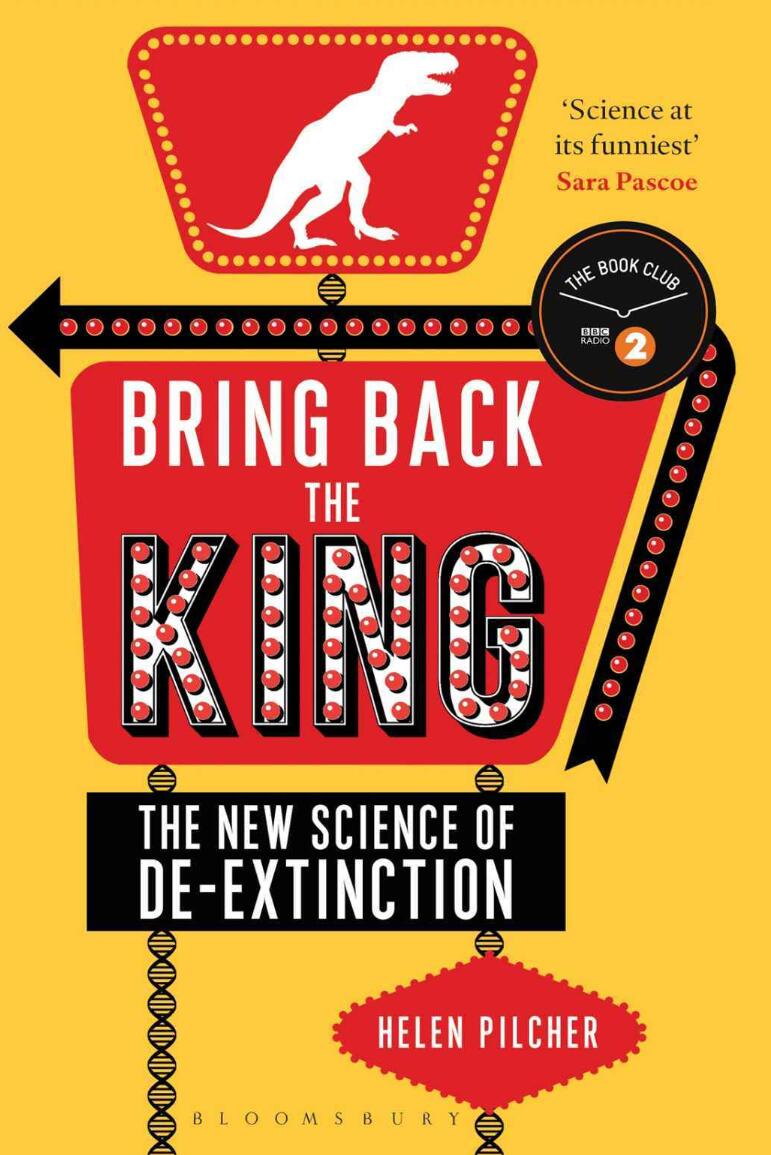 ‘Science at
its funniest’
Sara Pascoe
THE BOOK CLUB
BBC
RADIO
2
BRING BACK
THE
KING
THE NEW SCIENCE OF
DE-EXTINCTION
HELEN PILCHER
BLOOMSBURY